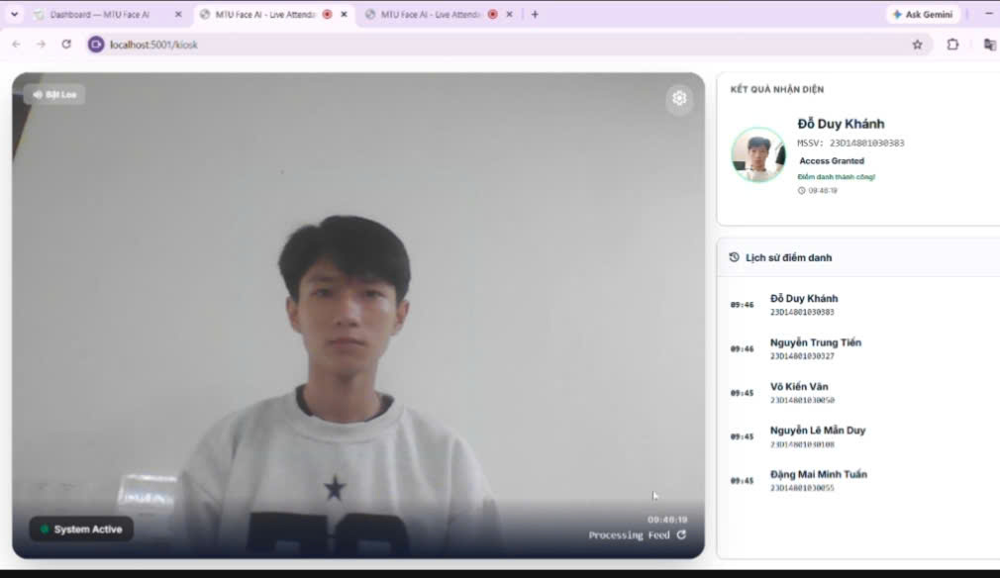 Dashboard — MTU Face AI
MTU Face AI - Live Attenda
MTU Face AI - Live Attenda
Ask Gemini
localhost:5001/kiosk
Bật Loa
KẾT QUẢ NHẬN DIỆN
Đỗ Duy Khánh
MSSV: 23D14801030383
Access Granted
Điểm danh thành công!
09:46:19
Lịch sử điểm danh
09:46
Đỗ Duy Khánh
23D14801030383
09:46
Nguyễn Trung Tiến
23D14801030327
09:45
Võ Kiến Văn
23D14801030050
09:45
Nguyễn Lê Mẫn Duy
23D14801030108
09:45
Đặng Mai Minh Tuấn
23D14801030055
System Active
09:46:19
Processing Feed